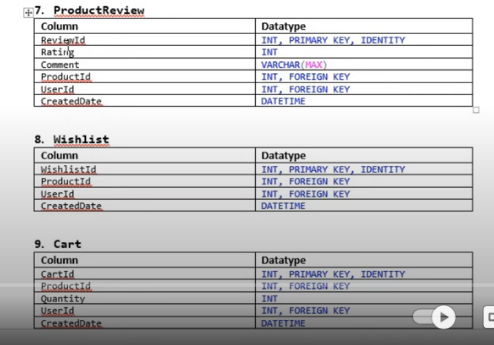 7. ProductReview
Column Datatype
ReviewId INT, PRIMARY KEY, IDENTITY
Rating INT
Comment VARCHAR(MAX)
ProductId INT, FOREIGN KEY
UserId INT, FOREIGN KEY
CreatedDate DATETIME
8. Wishlist
Column Datatype
WishlistId INT, PRIMARY KEY, IDENTITY
ProductId INT, FOREIGN KEY
UserId INT, FOREIGN KEY
CreatedDate DATETIME
9. Cart
Column Datatype
CartId INT, PRIMARY KEY, IDENTITY
ProductId INT, FOREIGN KEY
Quantity INT
UserId INT, FOREIGN KEY
CreatedDate DATETIME